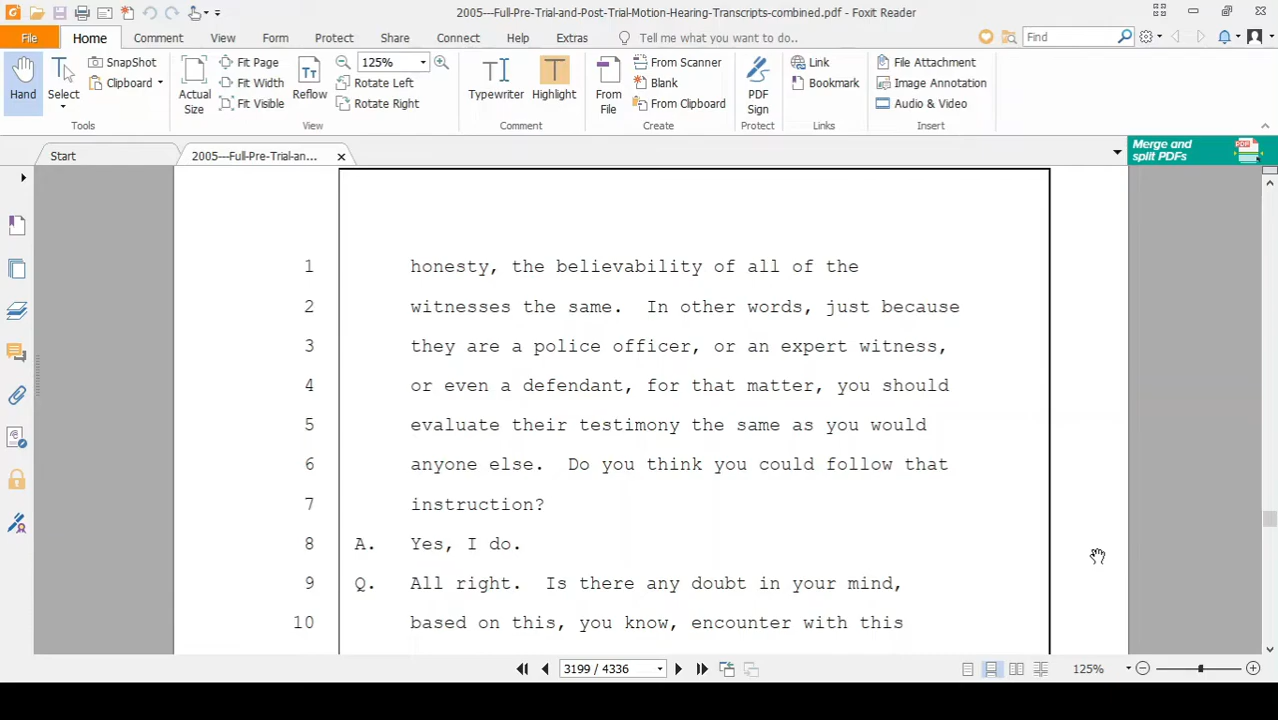 2005---Full-Pre-Trial-and-Post-Trial-Motion-Hearing-Transcripts-combined.pdf - Foxit Reader
File Home Comment View Form Protect Share Connect Help Extras Tell me what you want to do.. Find
Hand
Select
SnapShot
Clipboard
Tools
Actual Size
Fit Page
Fit Width
Fit Visible
Reflow
125%
Rotate Left
Rotate Right
View
Typewriter
Highlight
Comment
From File
From Scanner
Blank
From Clipboard
Create
PDF Sign
Protect
Link
Bookmark
Links
File Attachment
Image Annotation
Audio & Video
Insert
Start
2005---Full-Pre-Trial-an...
Merge and
split PDFs
PDF
1 honesty, the believability of all of the
2 witnesses the same. In other words, just because
3 they are a police officer, or an expert witness,
4 or even a defendant, for that matter, you should
5 evaluate their testimony the same as you would
6 anyone else. Do you think you could follow that
7 instruction?
8 A. Yes, I do.
9 Q. All right. Is there any doubt in your mind,
10 based on this, you know, encounter with this
3199 / 4336
125%